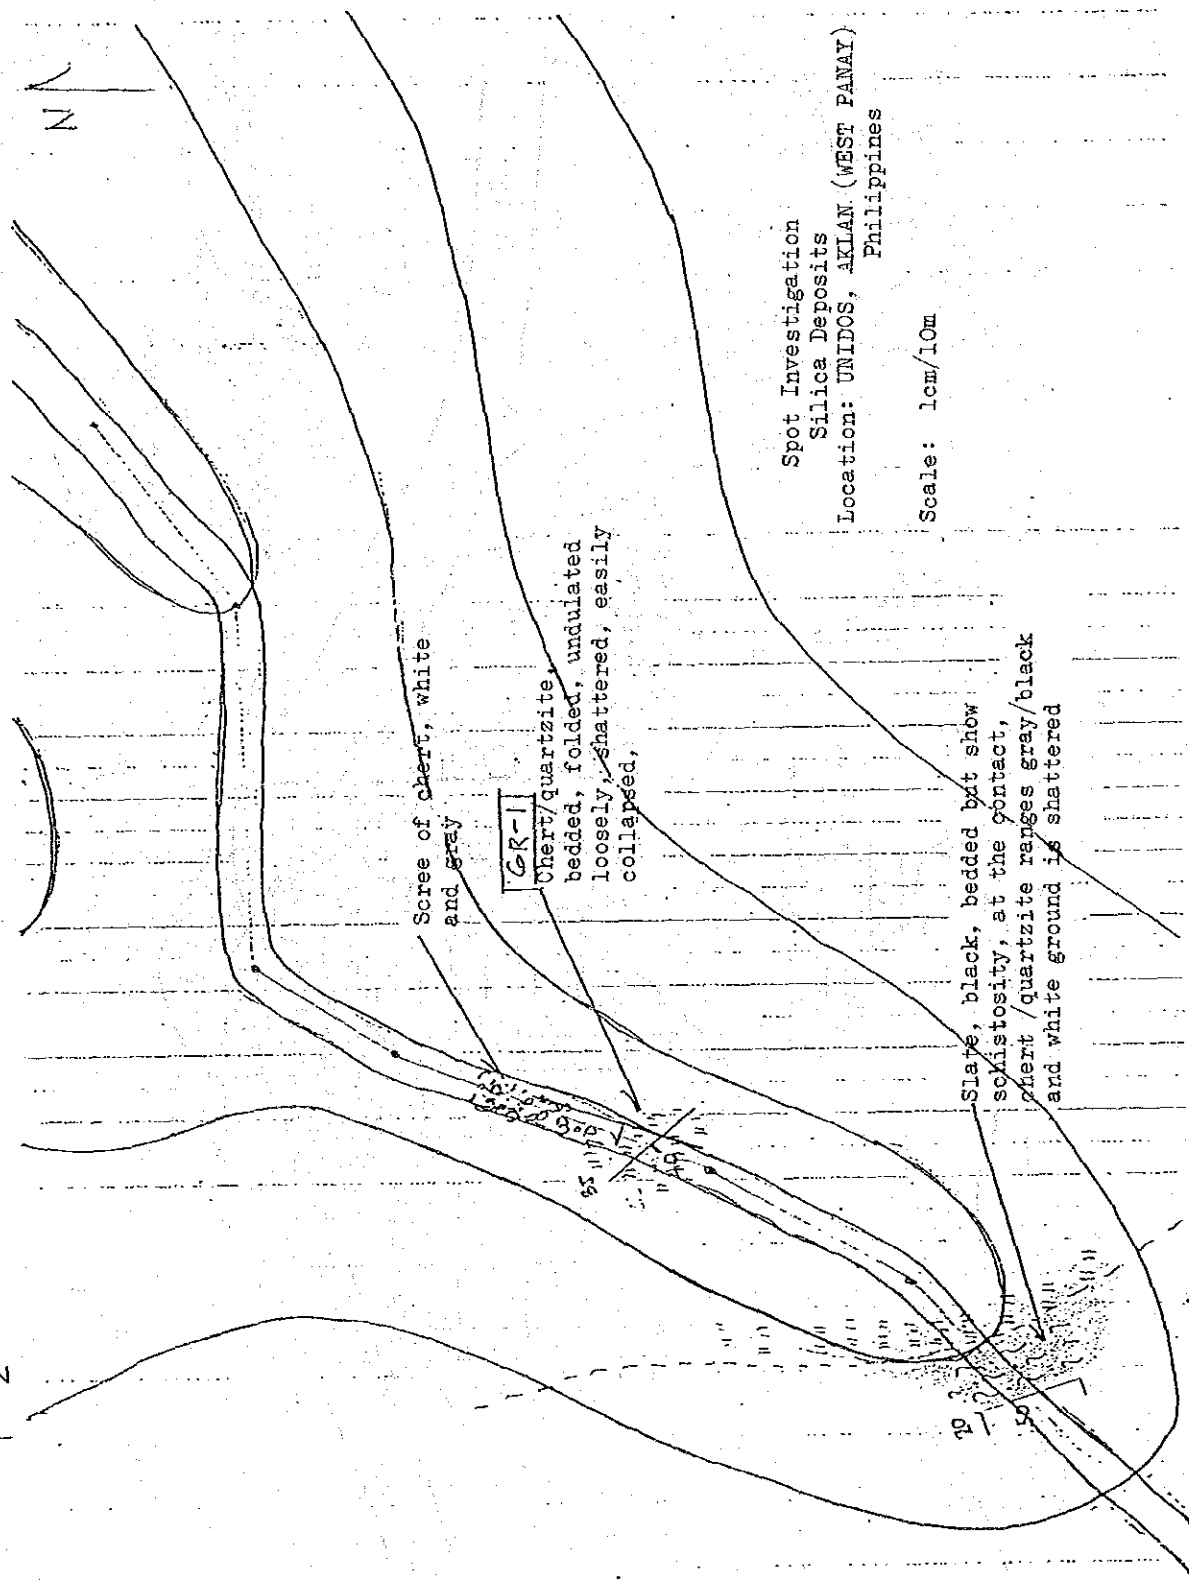 N
Scree of chert, white
and gray
GR-1
Chert/quartzite,
bedded, folded, undulated
loosely, shattered, easily
collapsed,
35
70
49
Spot Investigation
Silica Deposits
Location: UNIDOS, AKLAN (WEST PANAY)
Philippines
Scale: 1cm/10m
Slate, black, bedded but show
schistosity, at the contact,
chert /quartzite ranges gray/black
and white ground is shattered
20
50